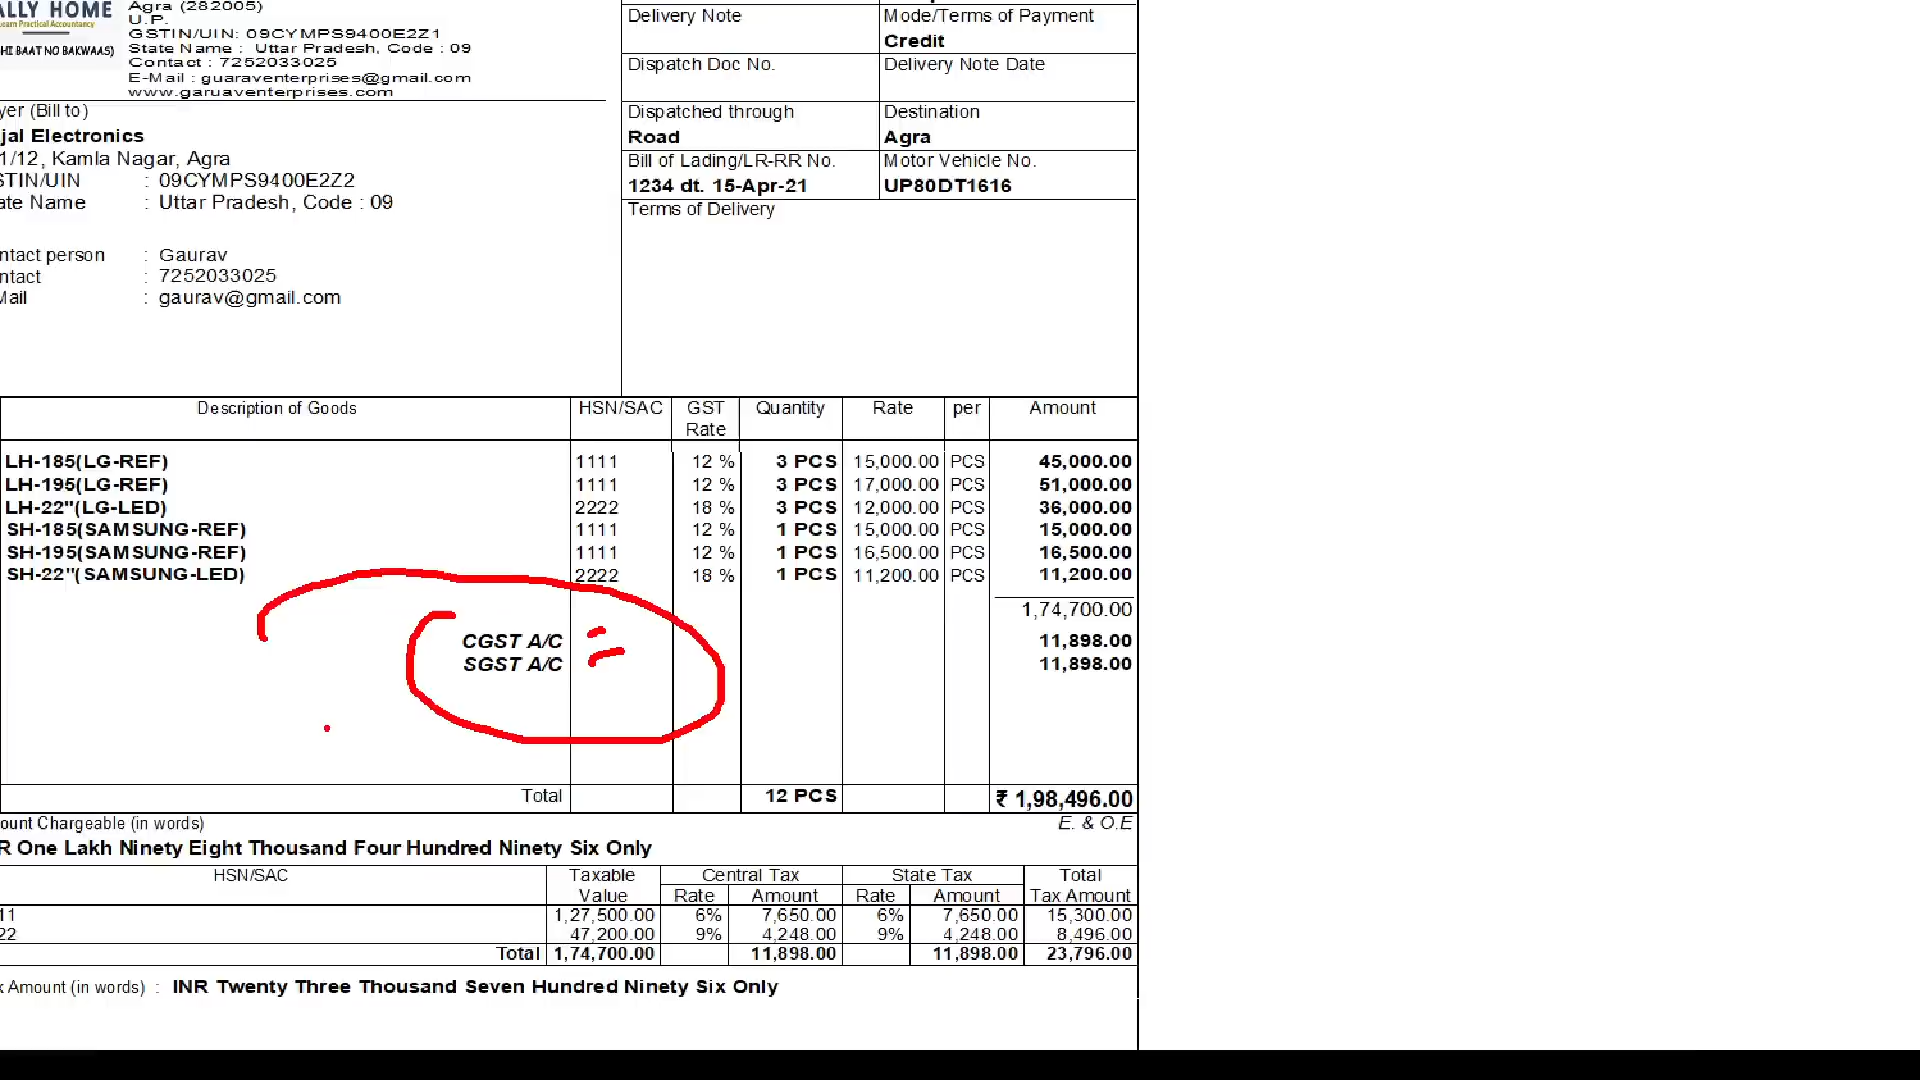 ALLY HOME
earn Practical Accountancy
HI BAAT NO BAKWAAS)
Agra (282005)
U.P.
GSTIN/UIN: 09CYMPS9400E2Z1
State Name : Uttar Pradesh, Code : 09
Contact : 7252033025
E-Mail : guaraventerprises@gmail.com
www.garuaventerprises.com
Delivery Note
Mode/Terms of Payment
Credit
Dispatch Doc No.
Delivery Note Date
Dispatched through
Road
Destination
Agra
Bill of Lading/LR-RR No.
1234 dt. 15-Apr-21
Motor Vehicle No.
UP80DT1616
Terms of Delivery
yer (Bill to)
jal Electronics
1/12, Kamla Nagar, Agra
STIN/UIN : 09CYMPS9400E2Z2
ate Name : Uttar Pradesh, Code : 09
ntact person : Gaurav
ntact : 7252033025
Mail : gaurav@gmail.com
Description of Goods HSN/SAC GST Rate Quantity Rate per Amount
LH-185(LG-REF) 1111 12 % 3 PCS 15,000.00 PCS 45,000.00
LH-195(LG-REF) 1111 12 % 3 PCS 17,000.00 PCS 51,000.00
LH-22"(LG-LED) 2222 18 % 3 PCS 12,000.00 PCS 36,000.00
SH-185(SAMSUNG-REF) 1111 12 % 1 PCS 15,000.00 PCS 15,000.00
SH-195(SAMSUNG-REF) 1111 12 % 1 PCS 16,500.00 PCS 16,500.00
SH-22"(SAMSUNG-LED) 2222 18 % 1 PCS 11,200.00 PCS 11,200.00
1,74,700.00
CGST A/C 11,898.00
SGST A/C 11,898.00
Total 12 PCS ₹ 1,98,496.00
ount Chargeable (in words) E. & O.E
R One Lakh Ninety Eight Thousand Four Hundred Ninety Six Only
HSN/SAC Taxable Value Central Tax State Tax Total Tax Amount
Rate Amount Rate Amount
11 1,27,500.00 6% 7,650.00 6% 7,650.00 15,300.00
22 47,200.00 9% 4,248.00 9% 4,248.00 8,496.00
Total 1,74,700.00 11,898.00 11,898.00 23,796.00
x Amount (in words) : INR Twenty Three Thousand Seven Hundred Ninety Six Only